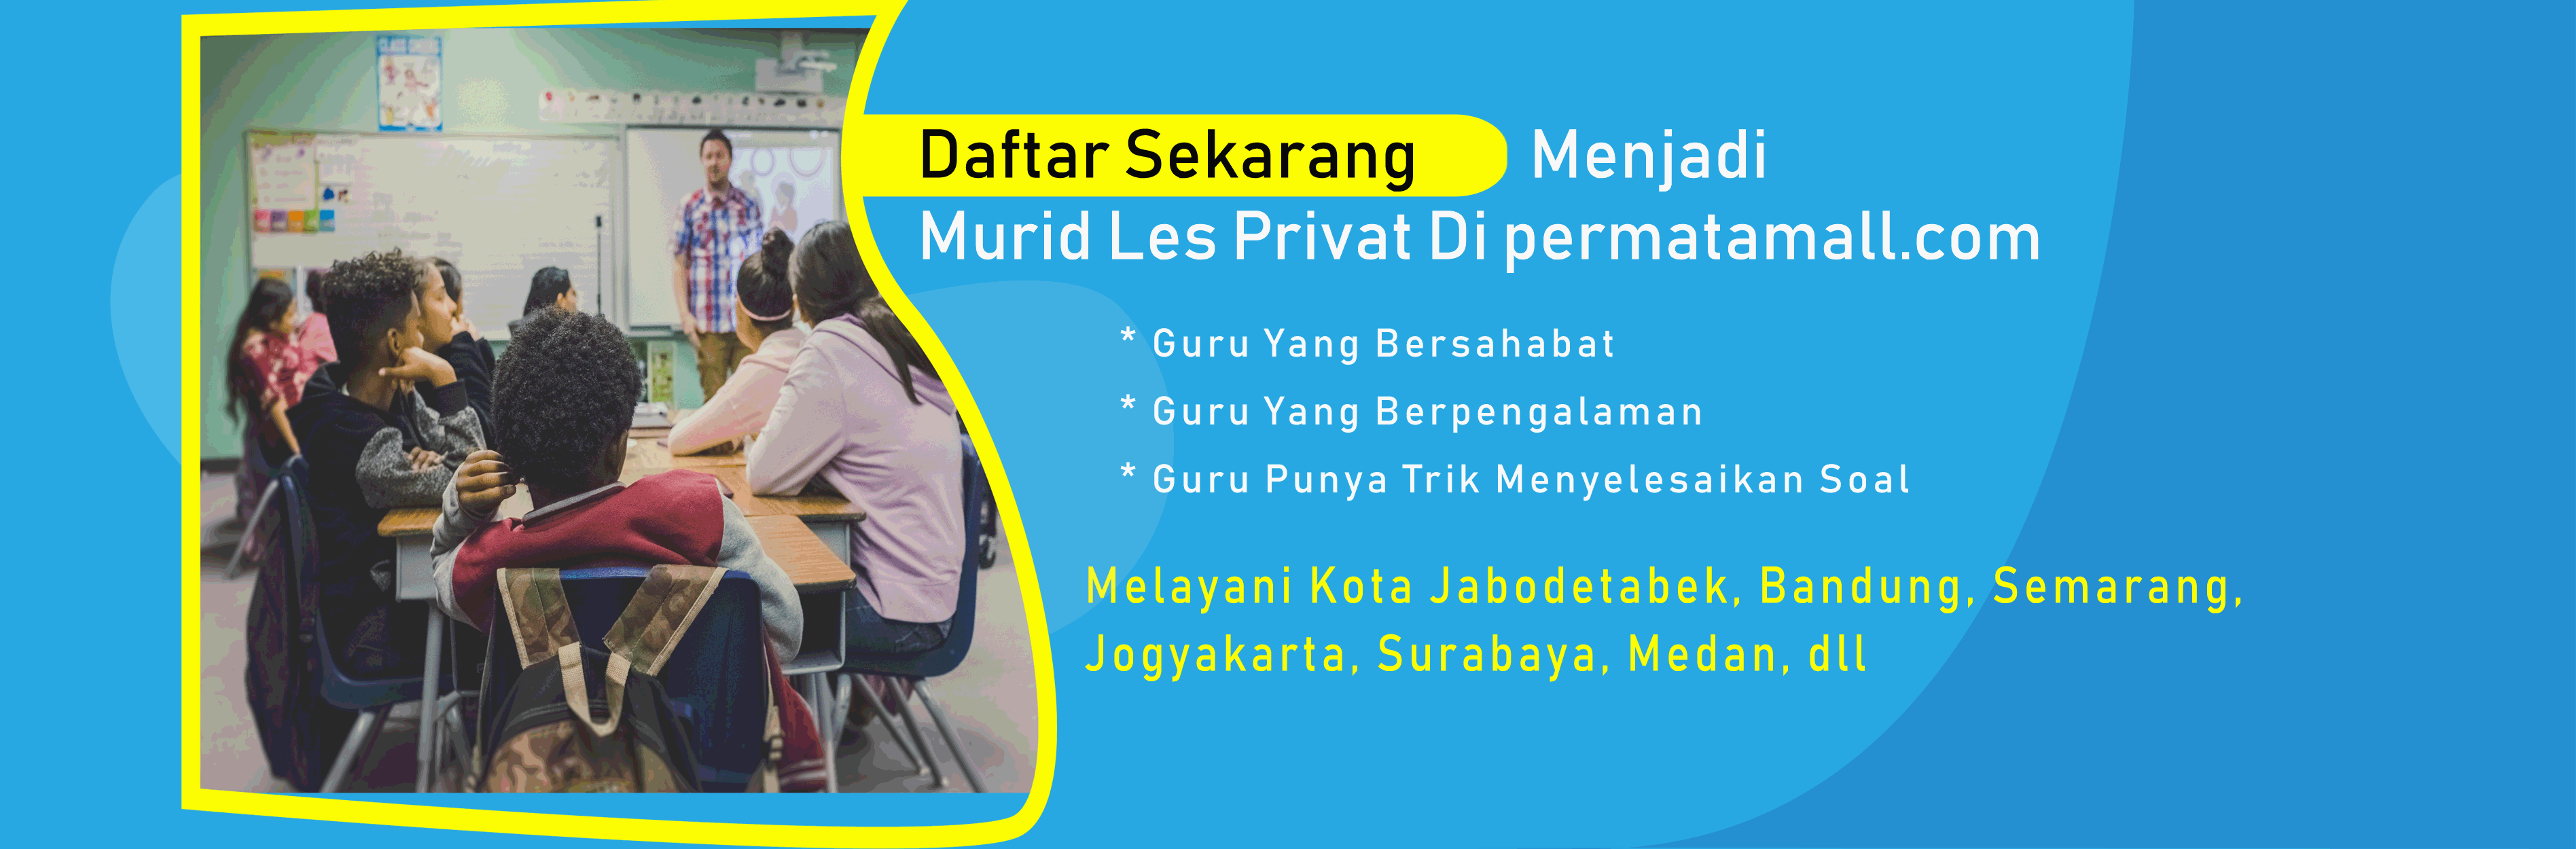 Daftar Sekarang Menjadi
Murid Les Privat Di permatamall.com
* Guru Yang Bersahabat
* Guru Yang Berpengalaman
* Guru Punya Trik Menyelesaikan Soal
Melayani Kota Jabodetabek, Bandung, Semarang,
Jogyakarta, Surabaya, Medan, dll